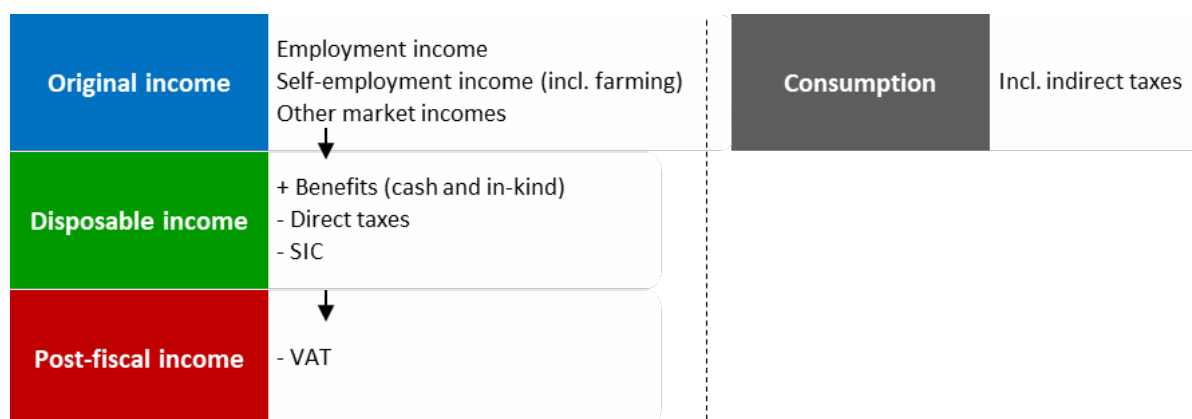 Original income
Employment income
Self-employment income (incl. farming)
Other market incomes
Consumption
Incl. indirect taxes
Disposable income
+ Benefits (cash and in-kind)
- Direct taxes
- SIC
Post-fiscal income
- VAT